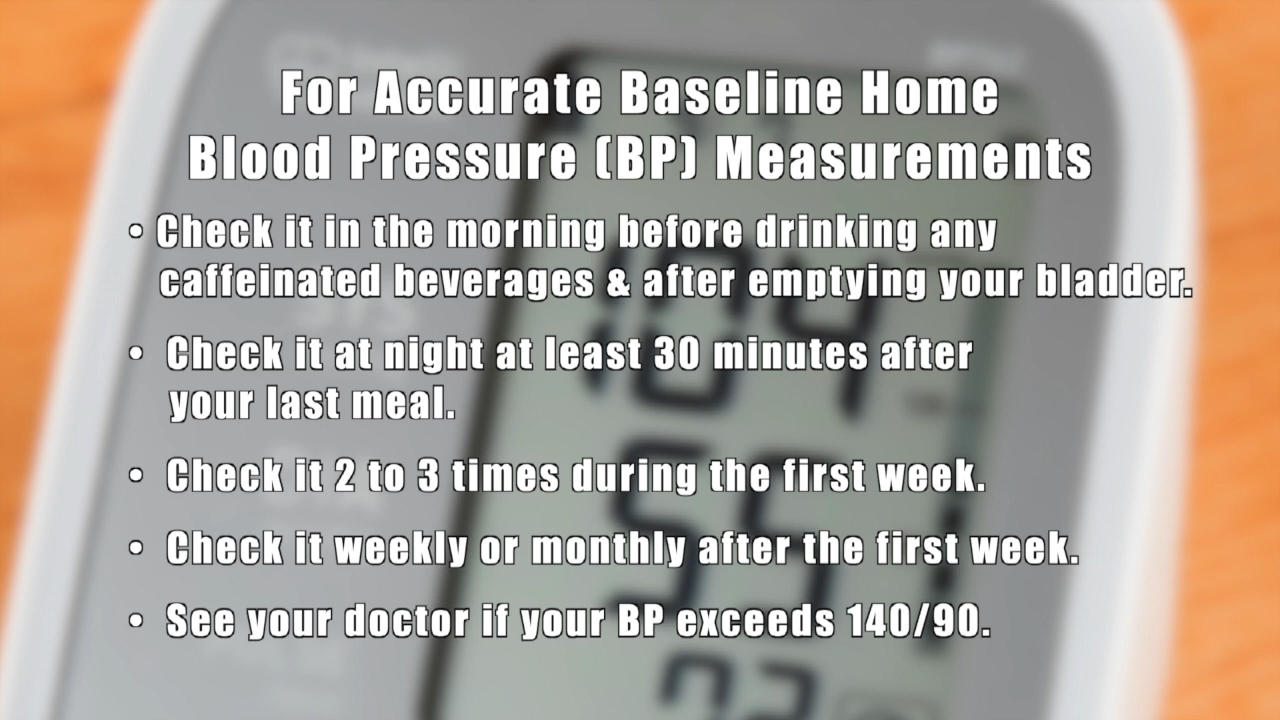 For Accurate Baseline Home
Blood Pressure (BP) Measurements
• Check it in the morning before drinking any
caffeinated beverages & after emptying your bladder.
• Check it at night at least 30 minutes after
your last meal.
• Check it 2 to 3 times during the first week.
• Check it weekly or monthly after the first week.
• See your doctor if your BP exceeds 140/90.